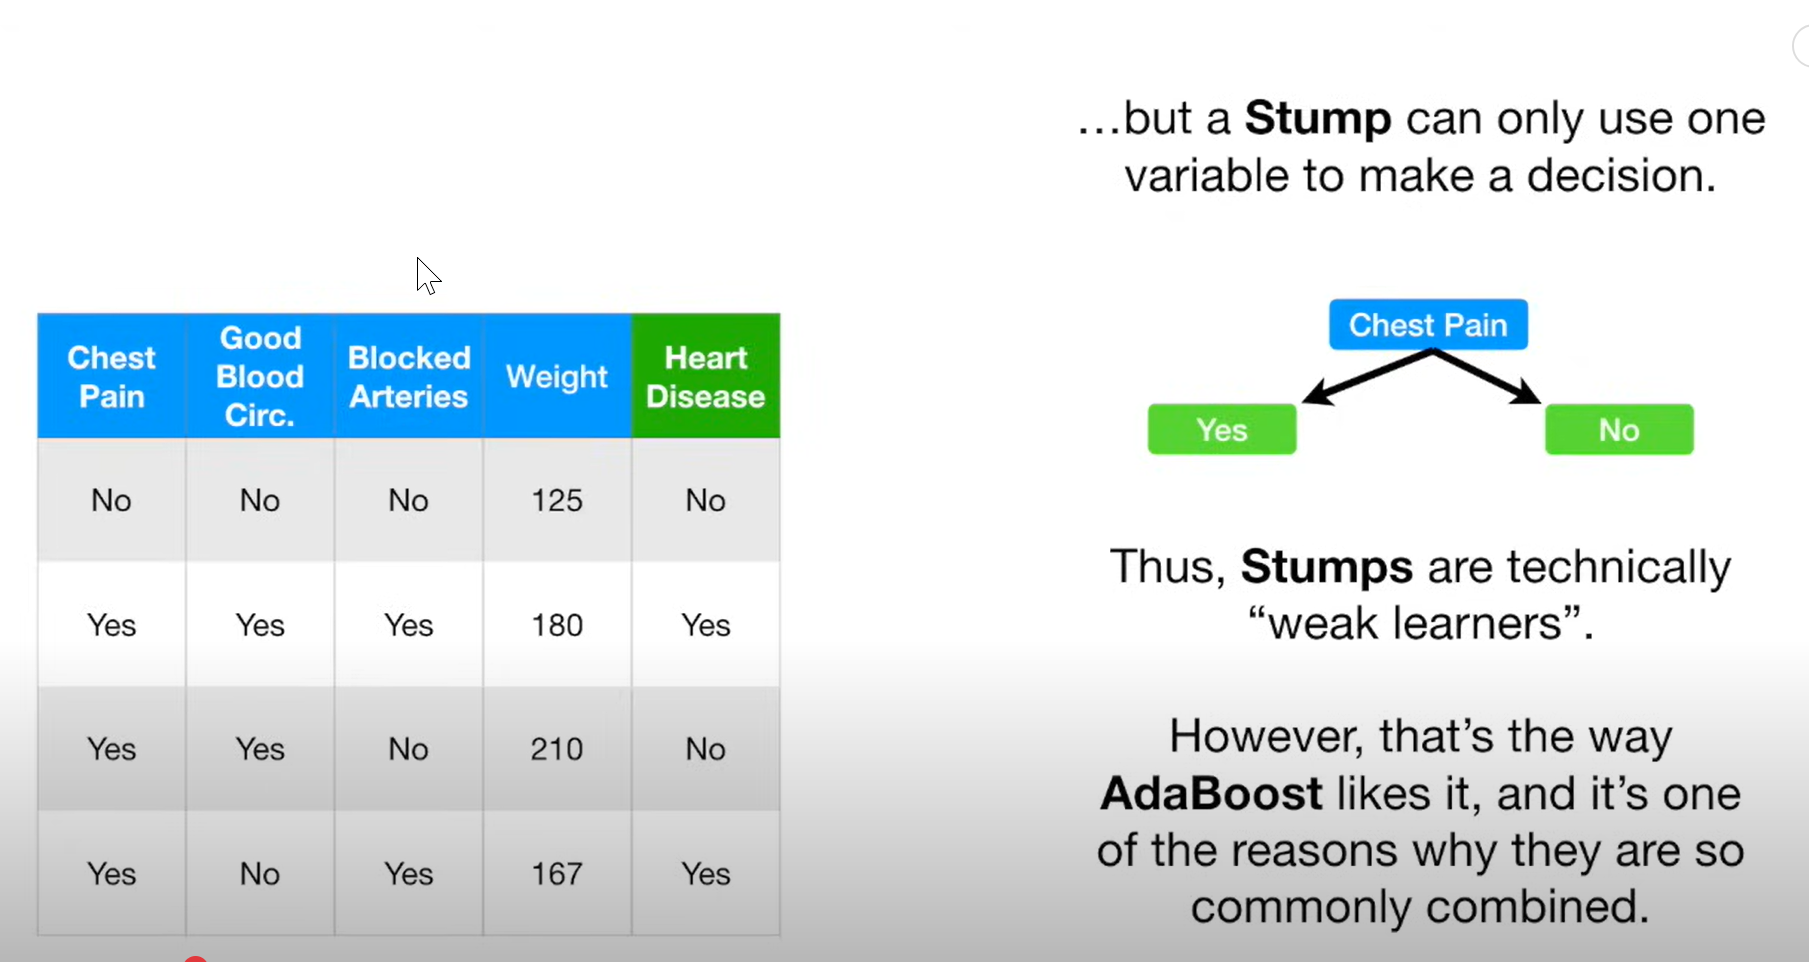 ...but a Stump can only use one
variable to make a decision.
Chest Pain
Yes
No
Thus, Stumps are technically
“weak learners”.
However, that’s the way
AdaBoost likes it, and it’s one
of the reasons why they are so
commonly combined.
Chest Pain Good Blood Circ. Blocked Arteries Weight Heart Disease
No No No 125 No
Yes Yes Yes 180 Yes
Yes Yes No 210 No
Yes No Yes 167 Yes